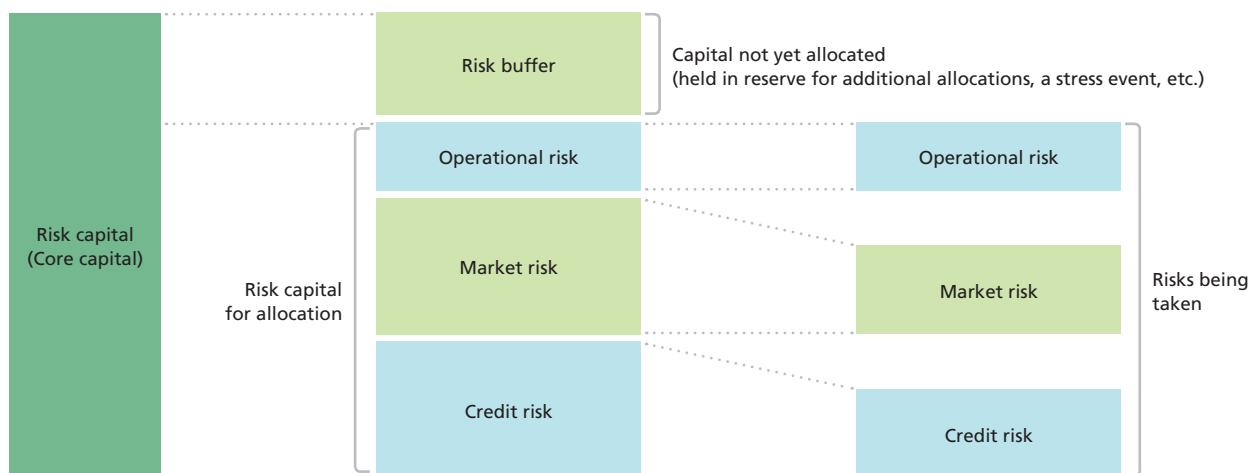 Risk capital
(Core capital)
Risk buffer
Capital not yet allocated
(held in reserve for additional allocations, a stress event, etc.)
Risk capital
for allocation
Operational risk
Market risk
Credit risk
Operational risk
Market risk
Credit risk
Risks being
taken